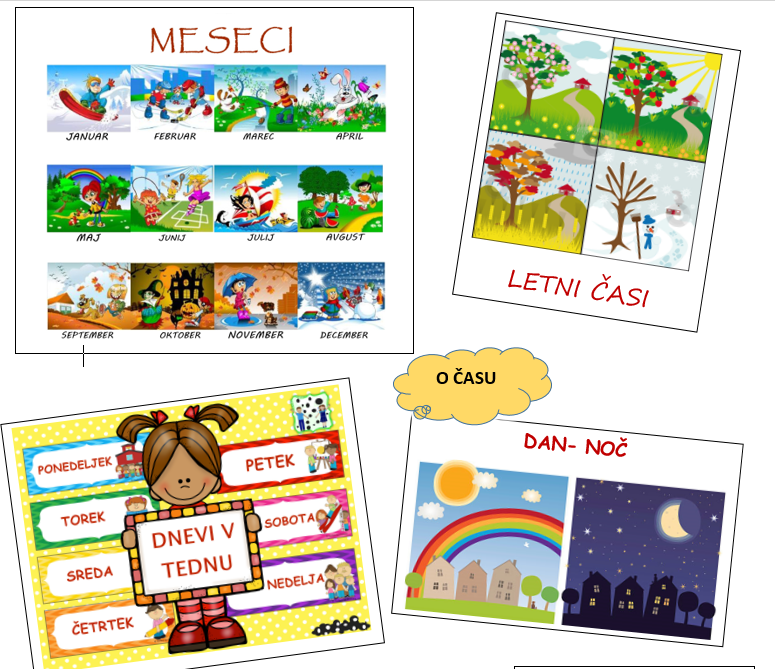 MESECI
JANUAR
FEBRUAR
MAREC
APRIL
MAJ
JUNIJ
JULIJ
AVGUST
SEPTEMBER
OKTOBER
NOVEMBER
DECEMBER
LETNI ČASI
O ČASU
PONEDELJEK
TOREK
SREDA
ČETRTEK
PETEK
SOBOTA
NEDELJA
DNEVI V
TEDNU
DAN- NOČ